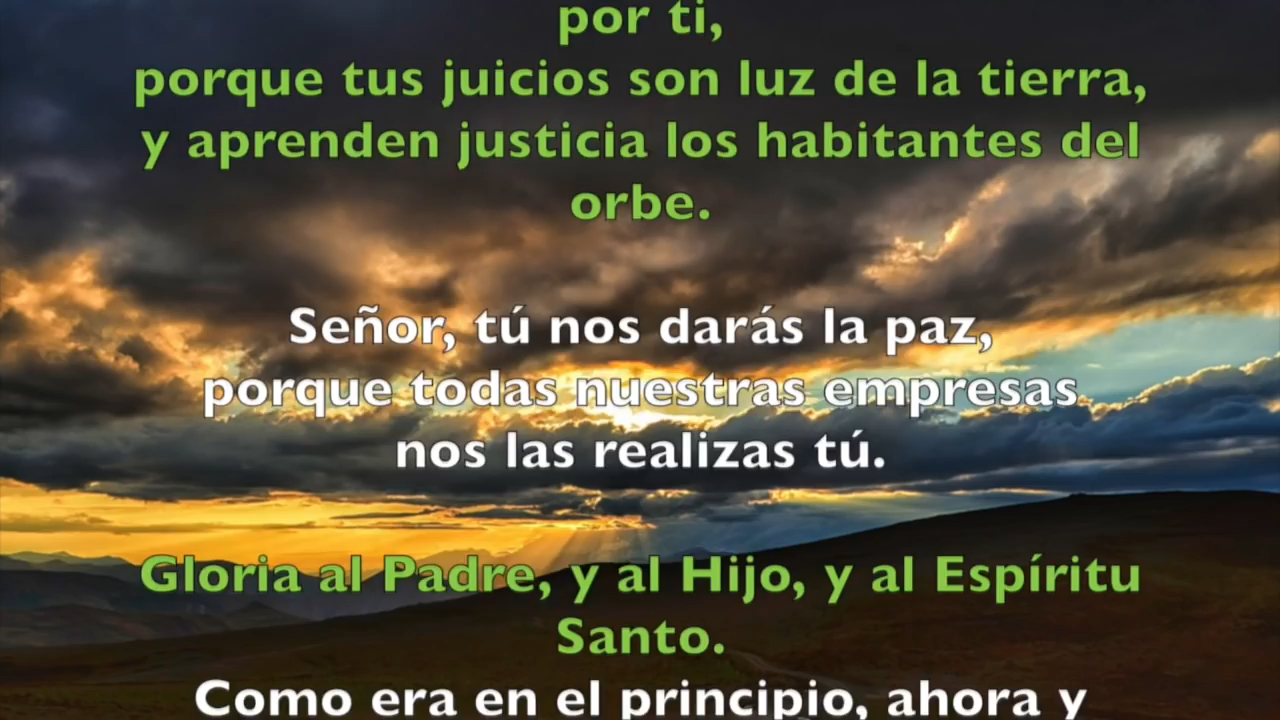 por ti,
porque tus juicios son luz de la tierra,
y aprenden justicia los habitantes del
orbe.
Señor, tú nos darás la paz,
porque todas nuestras empresas
nos las realizas tú.
Gloria al Padre, y al Hijo, y al Espíritu
Santo.
Como era en el principio, ahora y